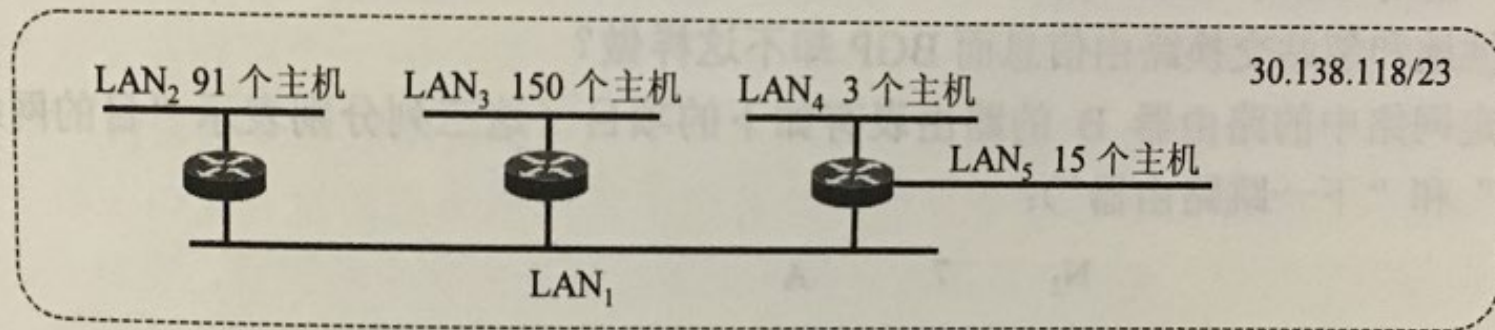 LAN₂ 91 个主机
LAN₃ 150 个主机
LAN₄ 3 个主机
30.138.118/23
LAN₅ 15 个主机
LAN₁